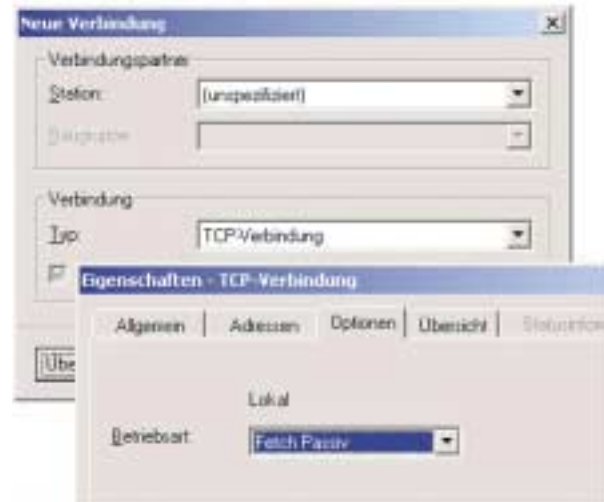 Neue Verbindung
Verbindungspartner
Station: (unspezifiziert)
Verbindung
Typ: TCP-Verbindung
Eigenschaften - TCP-Verbindung
Allgemein Adressen Optionen Übersicht
Übe
Lokal
Betriebsart: Fetch Passiv